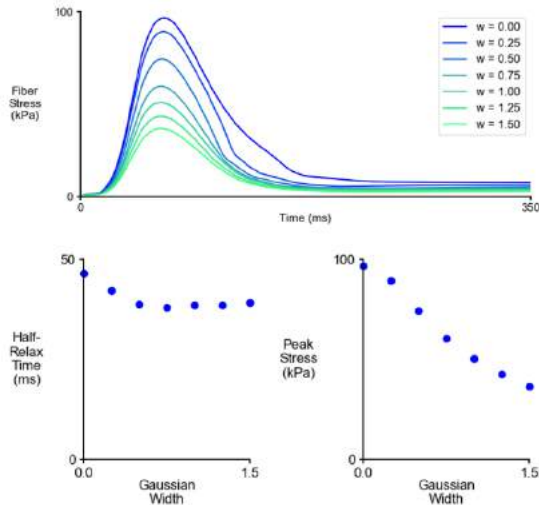 100
Fiber
Stress
(kPa)
0
0
350
Time (ms)
w = 0.00
w = 0.25
w = 0.50
w = 0.75
w = 1.00
w = 1.25
w = 1.50
50
Half-
Relax
Time
(ms)
0
0.0
1.5
Gaussian
Width
100
Peak
Stress
(kPa)
0
0.0
1.5
Gaussian
Width